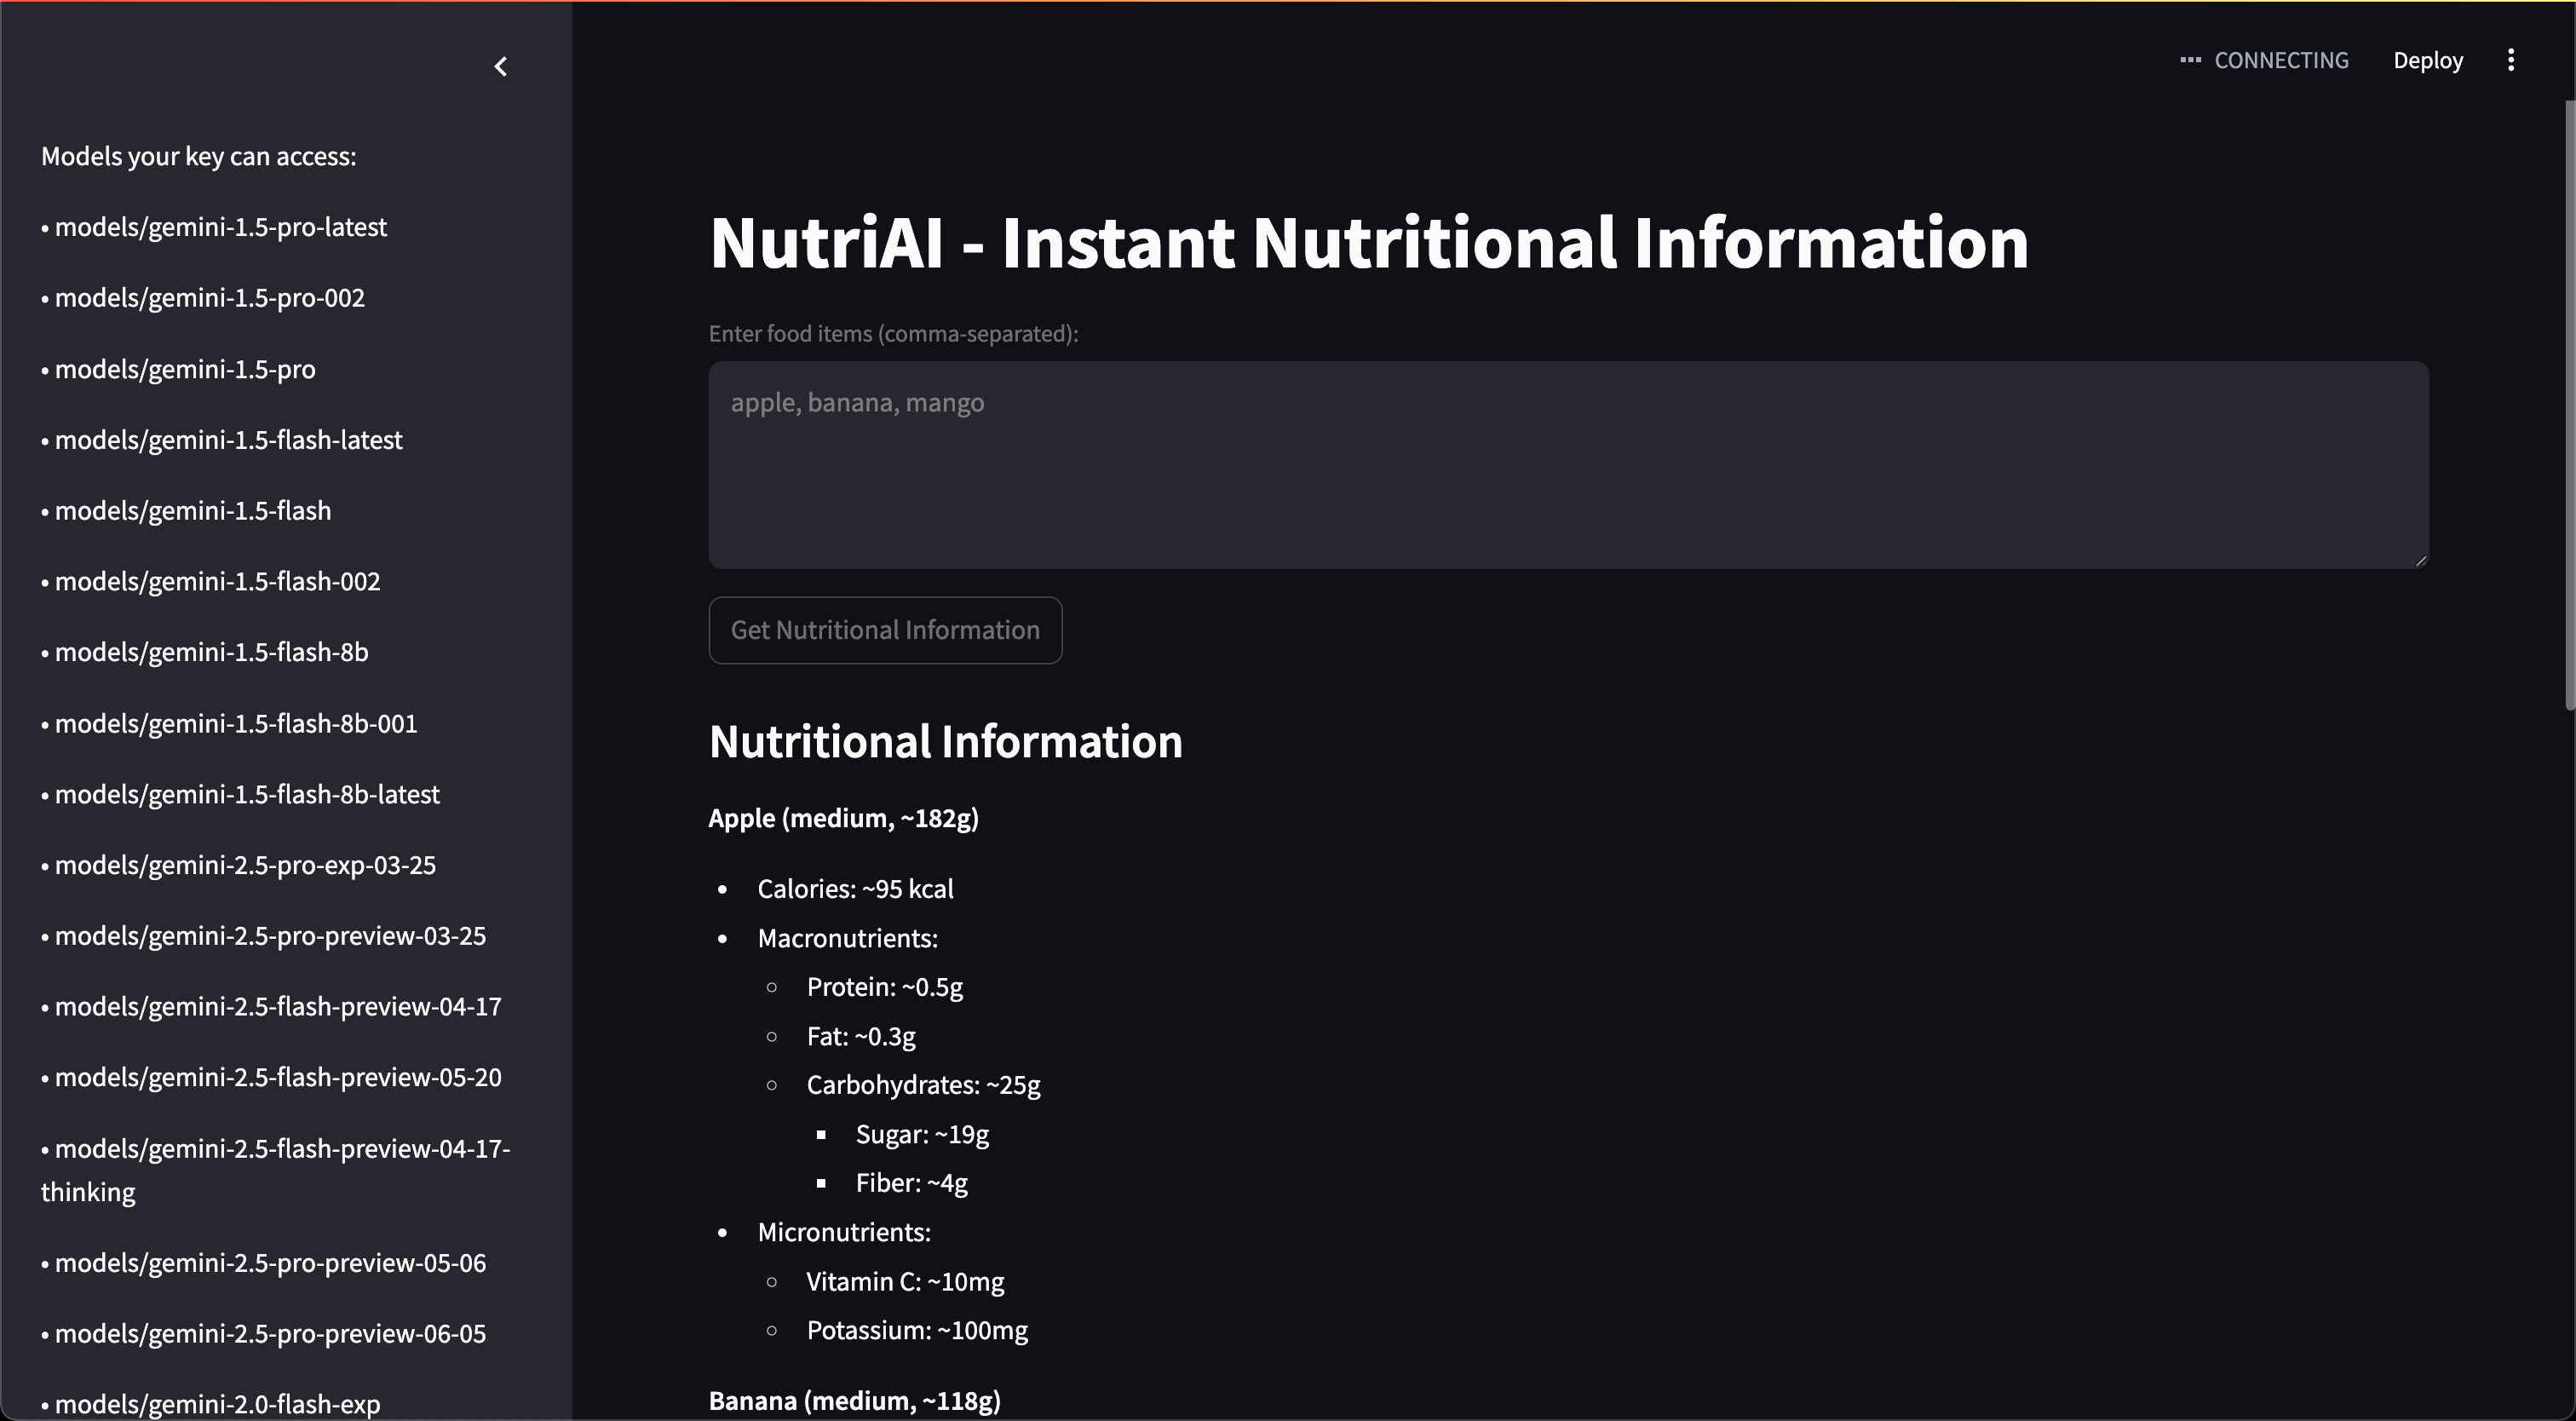 Models your key can access:
• models/gemini-1.5-pro-latest
• models/gemini-1.5-pro-002
• models/gemini-1.5-pro
• models/gemini-1.5-flash-latest
• models/gemini-1.5-flash
• models/gemini-1.5-flash-002
• models/gemini-1.5-flash-8b
• models/gemini-1.5-flash-8b-001
• models/gemini-1.5-flash-8b-latest
• models/gemini-2.5-pro-exp-03-25
• models/gemini-2.5-pro-preview-03-25
• models/gemini-2.5-flash-preview-04-17
• models/gemini-2.5-flash-preview-05-20
• models/gemini-2.5-flash-preview-04-17-
thinking
• models/gemini-2.5-pro-preview-05-06
• models/gemini-2.5-pro-preview-06-05
• models/gemini-2.0-flash-exp
CONNECTING Deploy
NutriAI - Instant Nutritional Information
Enter food items (comma-separated):
apple, banana, mango
Get Nutritional Information
Nutritional Information
Apple (medium, ~182g)
• Calories: ~95 kcal
• Macronutrients:
○ Protein: ~0.5g
○ Fat: ~0.3g
○ Carbohydrates: ~25g
▪ Sugar: ~19g
▪ Fiber: ~4g
• Micronutrients:
○ Vitamin C: ~10mg
○ Potassium: ~100mg
Banana (medium, ~118g)